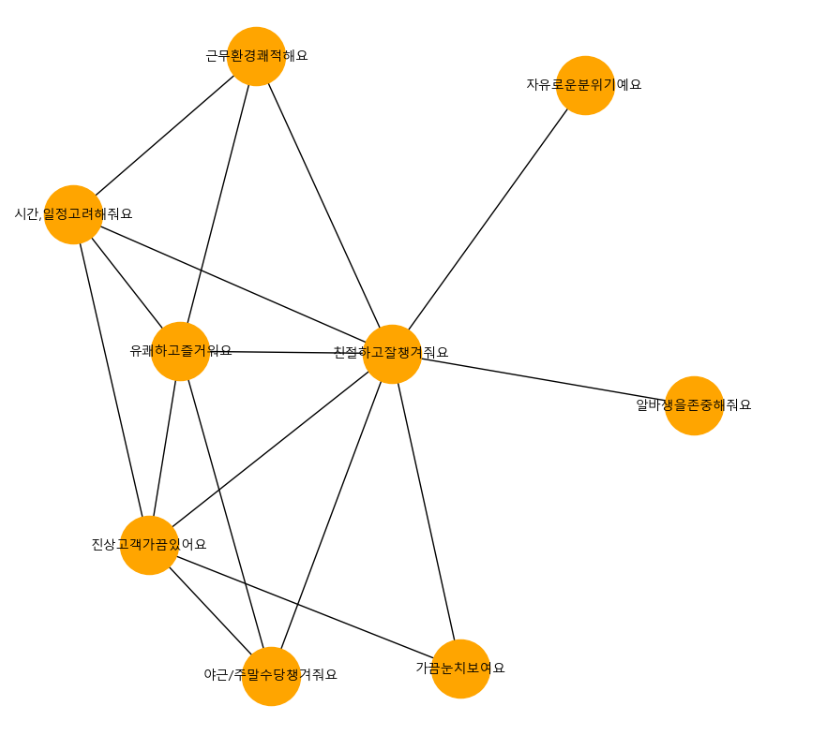 근무환경쾌적해요
자유로운분위기예요
시간,일정고려해줘요
유쾌하고즐거워요
친절하고잘챙겨줘요
알바생을존중해줘요
진상고객가끔있어요
야근/주말수당챙겨줘요
가끔눈치보여요